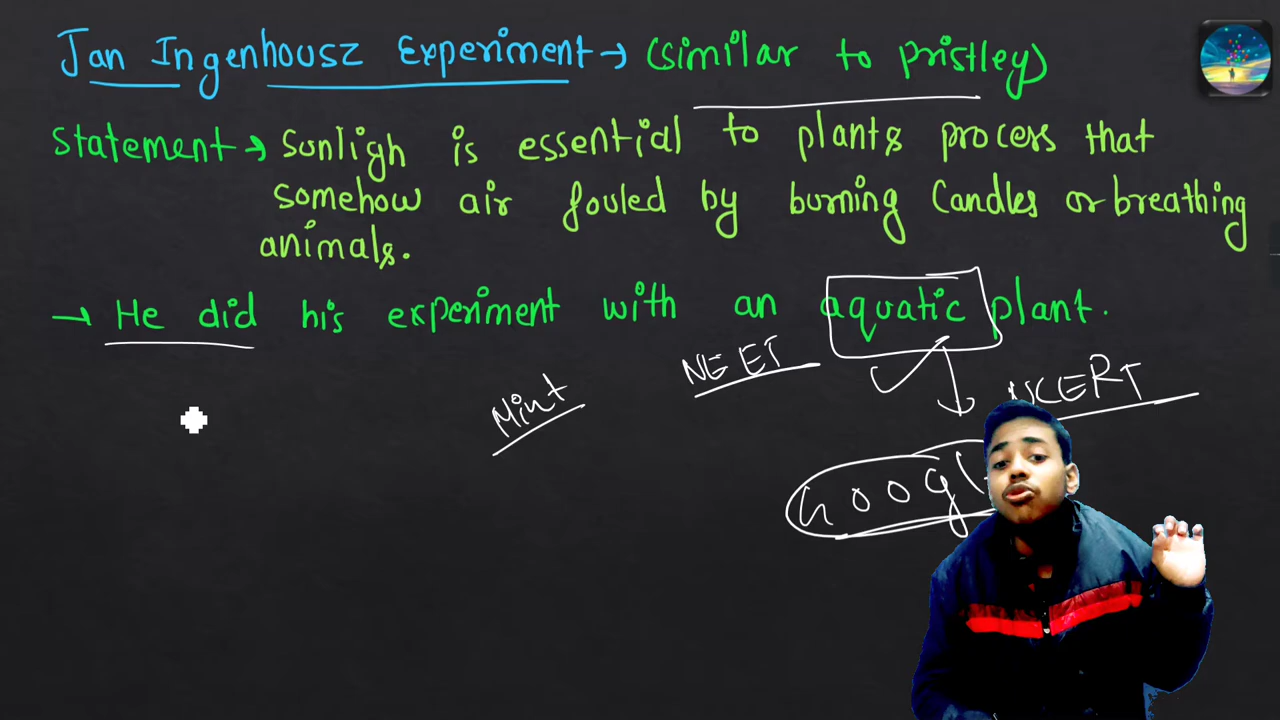 Jan Ingenhousz Experiment → (similar to pristley)
Statement → Sunligh is essential to plants process that
somehow air fouled by burning Candles or breathing
animals.
→ He did his experiment with an aquatic plant.
NEET
NCERT
Mint
Googl